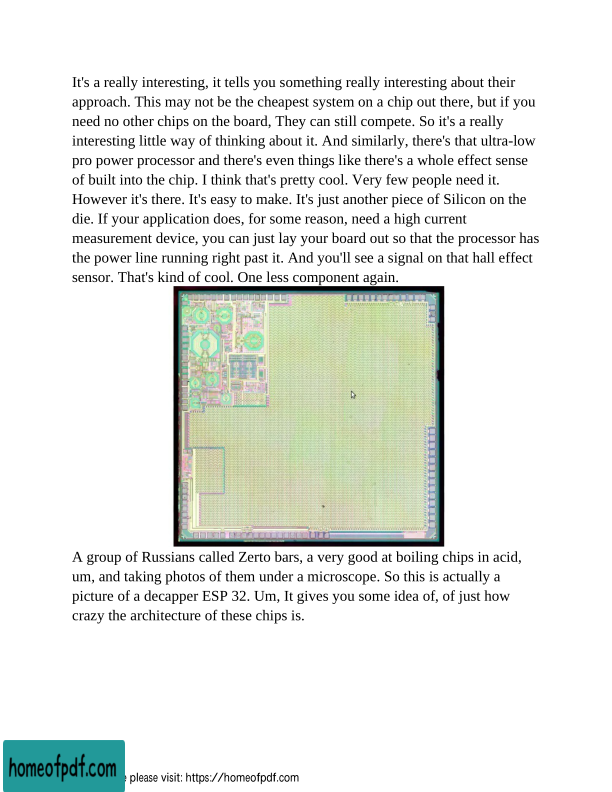 It's a really interesting, it tells you something really interesting about their
approach. This may not be the cheapest system on a chip out there, but if you
need no other chips on the board, They can still compete. So it's a really
interesting little way of thinking about it. And similarly, there's that ultra-low
pro power processor and there's even things like there's a whole effect sense
of built into the chip. I think that's pretty cool. Very few people need it.
However it's there. It's easy to make. It's just another piece of Silicon on the
die. If your application does, for some reason, need a high current
measurement device, you can just lay your board out so that the processor has
the power line running right past it. And you'll see a signal on that hall effect
sensor. That's kind of cool. One less component again.
A group of Russians called Zerto bars, a very good at boiling chips in acid,
um, and taking photos of them under a microscope. So this is actually a
picture of a decapper ESP 32. Um, It gives you some idea of, of just how
crazy the architecture of these chips is.
homeofpdf.com
e please visit: https://homeofpdf.com